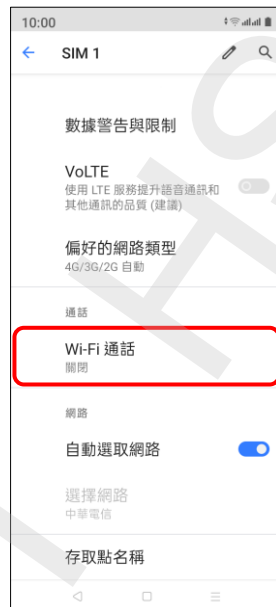 10:00
SIM 1
數據警告與限制
VoLTE
使用 LTE 服務提升語音通訊和
其他通訊的品質 (建議)
偏好的網路類型
4G/3G/2G 自動
通話
Wi-Fi 通話
關閉
網路
自動選取網路
選擇網路
中華電信
存取點名稱